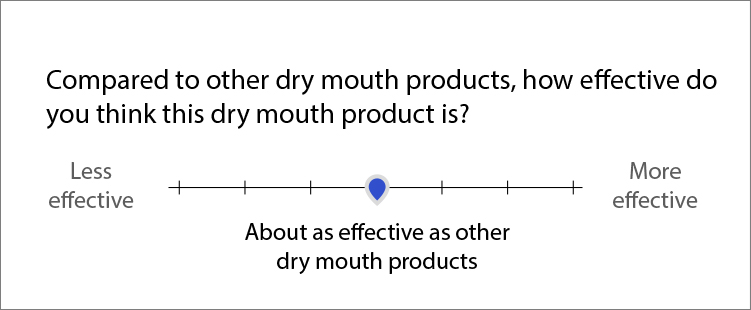 Compared to other dry mouth products, how effective do
you think this dry mouth product is?
Less
effective
More
effective
About as effective as other
dry mouth products